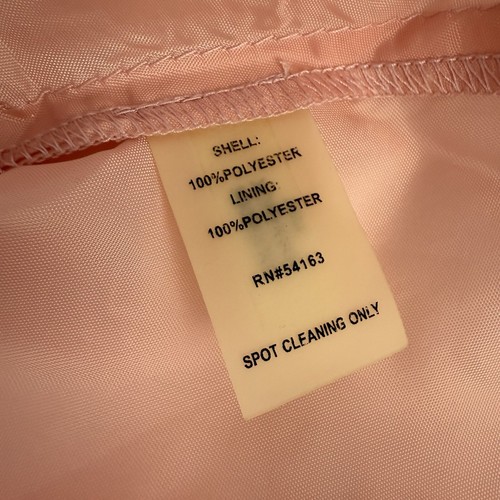 SHELL:
100%POLYESTER
LINING:
100%POLYESTER
RN#54163
SPOT CLEANING ONLY